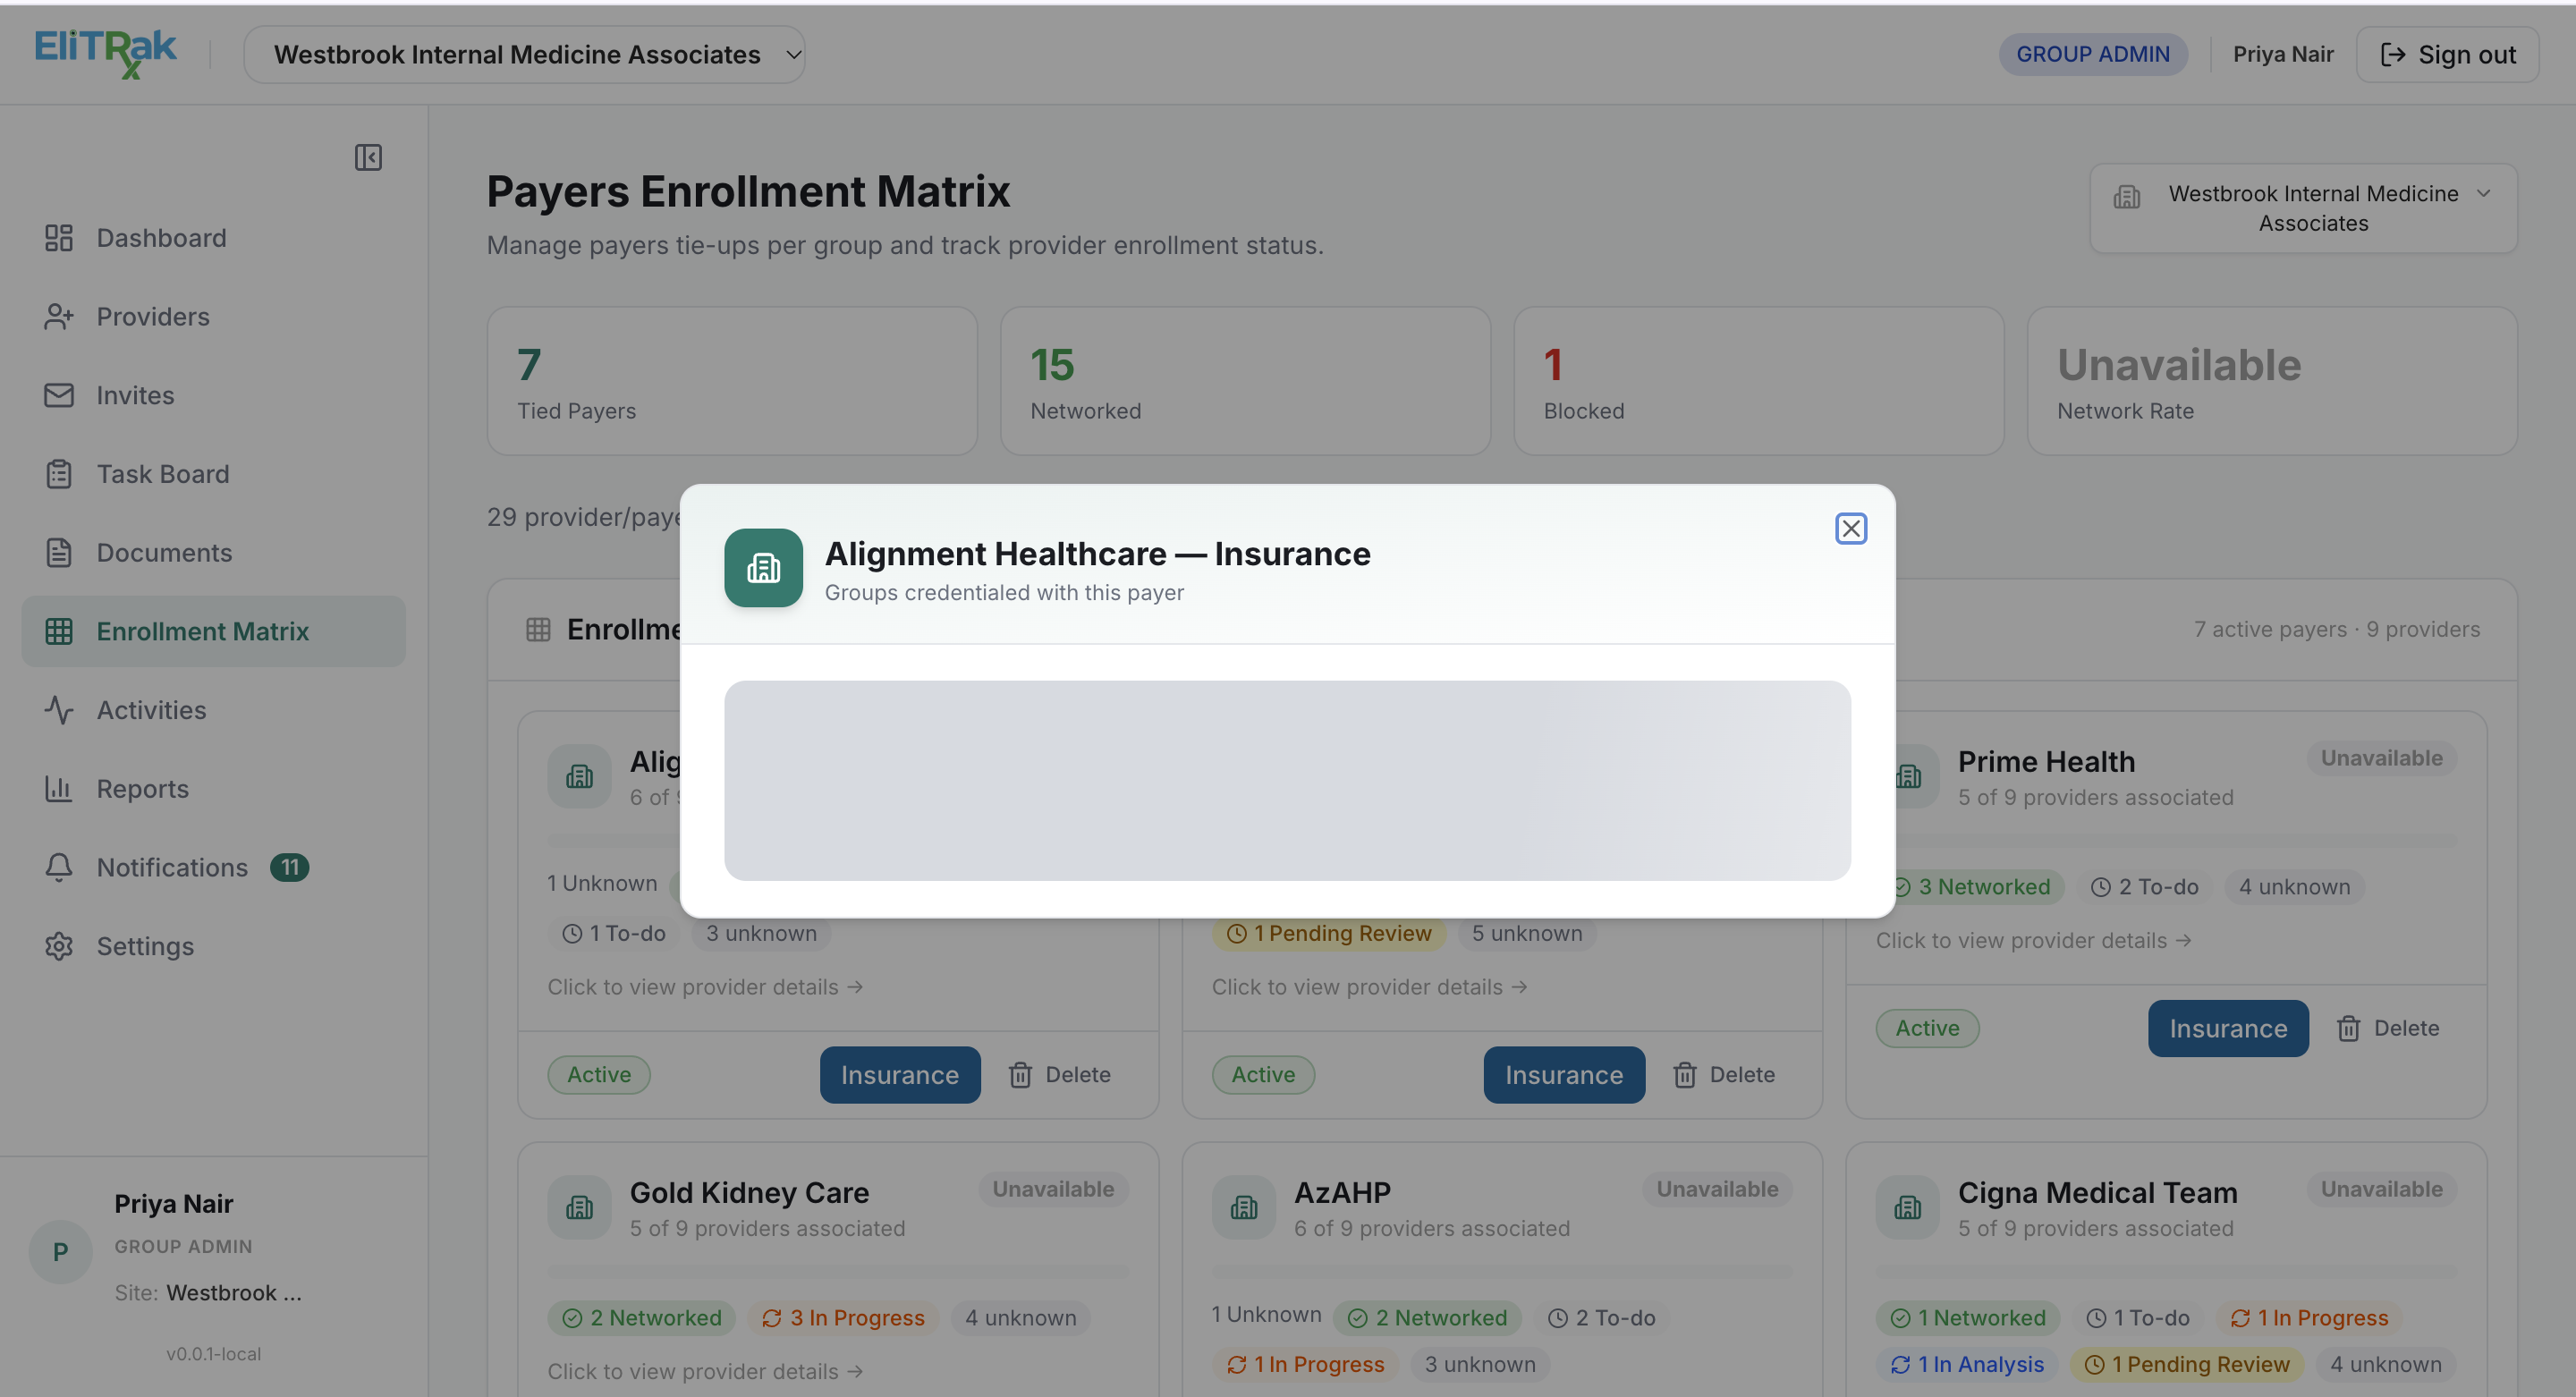 EliTRak
x
Westbrook Internal Medicine Associates
GROUP ADMIN
Priya Nair
Sign out
Dashboard
Providers
Invites
Task Board
Documents
Enrollment Matrix
Activities
Reports
Notifications 11
Settings
Priya Nair
P
GROUP ADMIN
Site: Westbrook ...
v0.0.1-local
Payers Enrollment Matrix
Manage payers tie-ups per group and track provider enrollment status.
Westbrook Internal Medicine
Associates
7
Tied Payers
15
Networked
1
Blocked
Unavailable
Network Rate
29
7 active payers · 9 providers
Alignment Healthcare — Insurance
Groups credentialed with this payer
6 of
1 Unknown
1 To-do
3 unknown
Click to view provider details →
Active
Insurance
Delete
1 Pending Review
5 unknown
Click to view provider details →
Active
Insurance
Delete
Prime Health
Unavailable
5 of 9 providers associated
3 Networked
2 To-do
4 unknown
Click to view provider details →
Active
Insurance
Delete
Gold Kidney Care
Unavailable
5 of 9 providers associated
2 Networked
3 In Progress
4 unknown
Click to view provider details →
AzAHP
Unavailable
6 of 9 providers associated
1 Unknown
2 Networked
2 To-do
1 In Progress
3 unknown
Cigna Medical Team
Unavailable
5 of 9 providers associated
1 Networked
1 To-do
1 In Progress
1 In Analysis
1 Pending Review
4 unknown